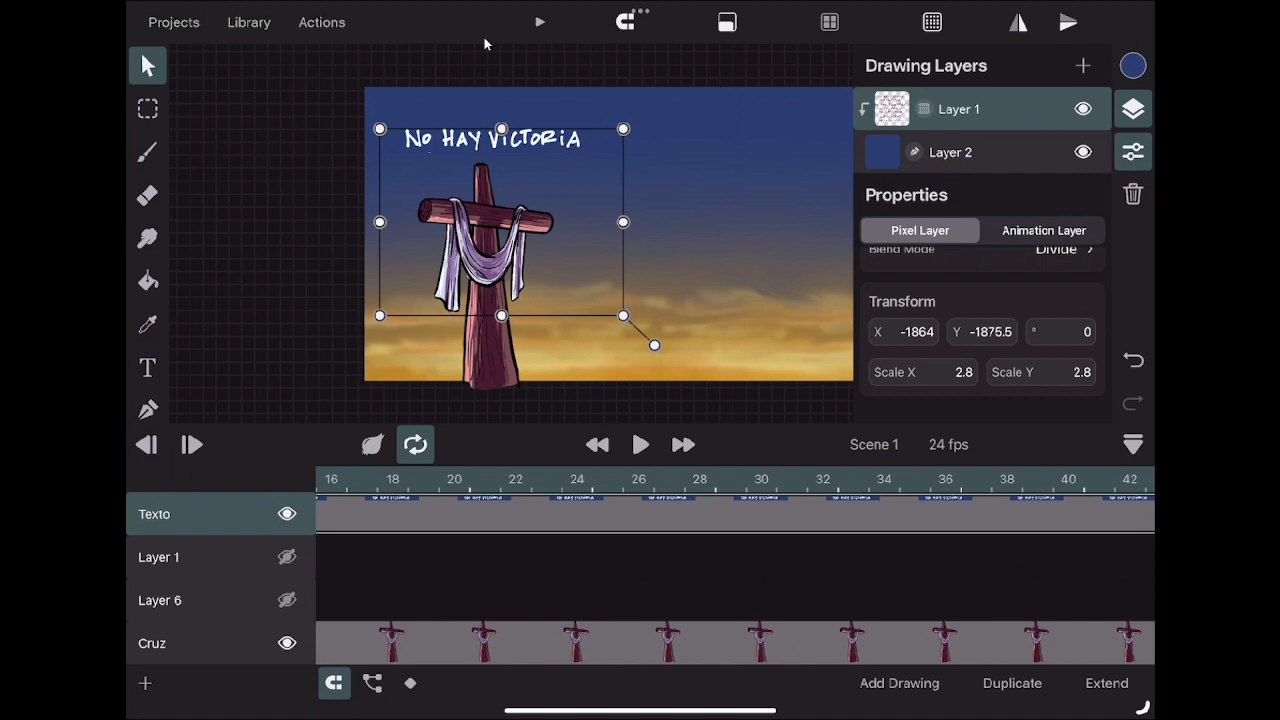 Projects Library Actions
Drawing Layers
Layer 1
Layer 2
Properties
Pixel Layer Animation Layer
Blend Mode Divide
Transform
X -1864 Y -1875.5 ° 0
Scale X 2.8 Scale Y 2.8
No HAY VICTORIA
Scene 1 24 fps
16 18 20 22 24 26 28 30 32 34 36 38 40 42
Texto
Layer 1
Layer 6
Cruz
Add Drawing Duplicate Extend